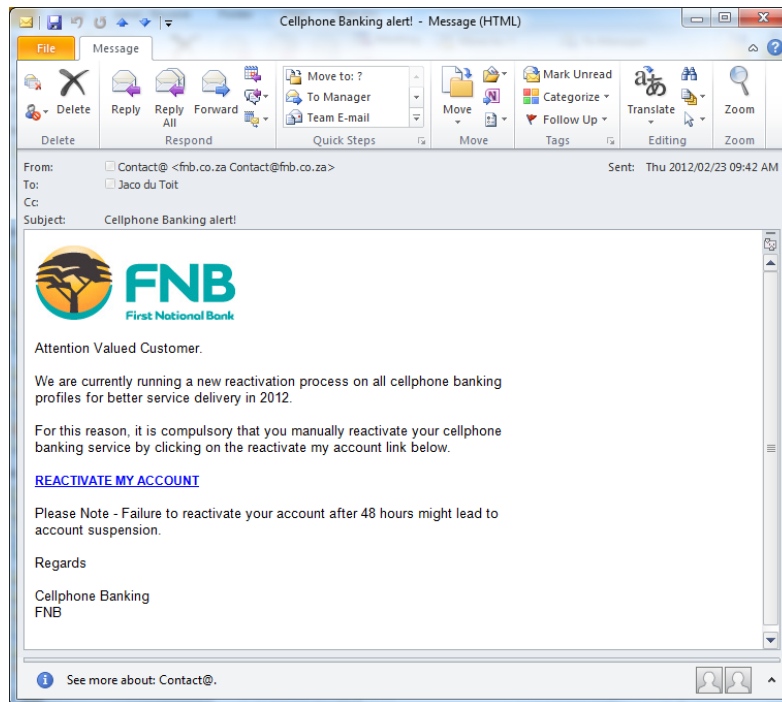 Cellphone Banking alert! - Message (HTML)
File Message
Delete Reply Reply All Forward
Move to: ?
To Manager
Team E-mail
Move
Mark Unread
Categorize
Follow Up
Translate
Zoom
Delete Respond Quick Steps Move Tags Editing Zoom
From: Contact@ <fnb.co.za Contact@fnb.co.za> Sent: Thu 2012/02/23 09:42 AM
To: Jaco du Toit
Cc:
Subject: Cellphone Banking alert!
FNB
First National Bank
Attention Valued Customer.
We are currently running a new reactivation process on all cellphone banking
profiles for better service delivery in 2012.
For this reason, it is compulsory that you manually reactivate your cellphone
banking service by clicking on the reactivate my account link below.
REACTIVATE MY ACCOUNT
Please Note - Failure to reactivate your account after 48 hours might lead to
account suspension.
Regards
Cellphone Banking
FNB
See more about: Contact@.